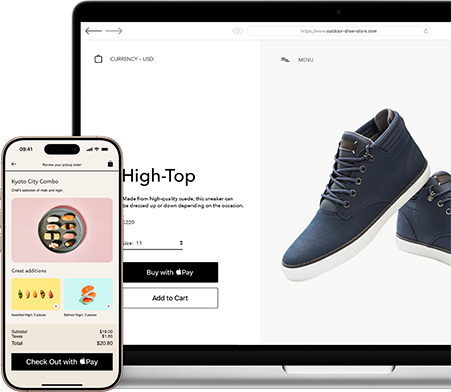 https://www.outdoor-shoe-store.com
CURRENCY – USD
MENU
High-Top
Made from high-quality suede, this sneaker can
be dressed up or down depending on the occasion.
$220
Size: 11
Buy with Pay
Add to Cart
09:41
Review your pickup order
Kyoto City Combo
Chef's selection of maki and nigiri.
Great additions
Assorted Nigiri, 3 pieces
Salmon Nigiri, 3 pieces
Subtotal $19.00
Taxes $1.80
Total $20.80
Check Out with Pay